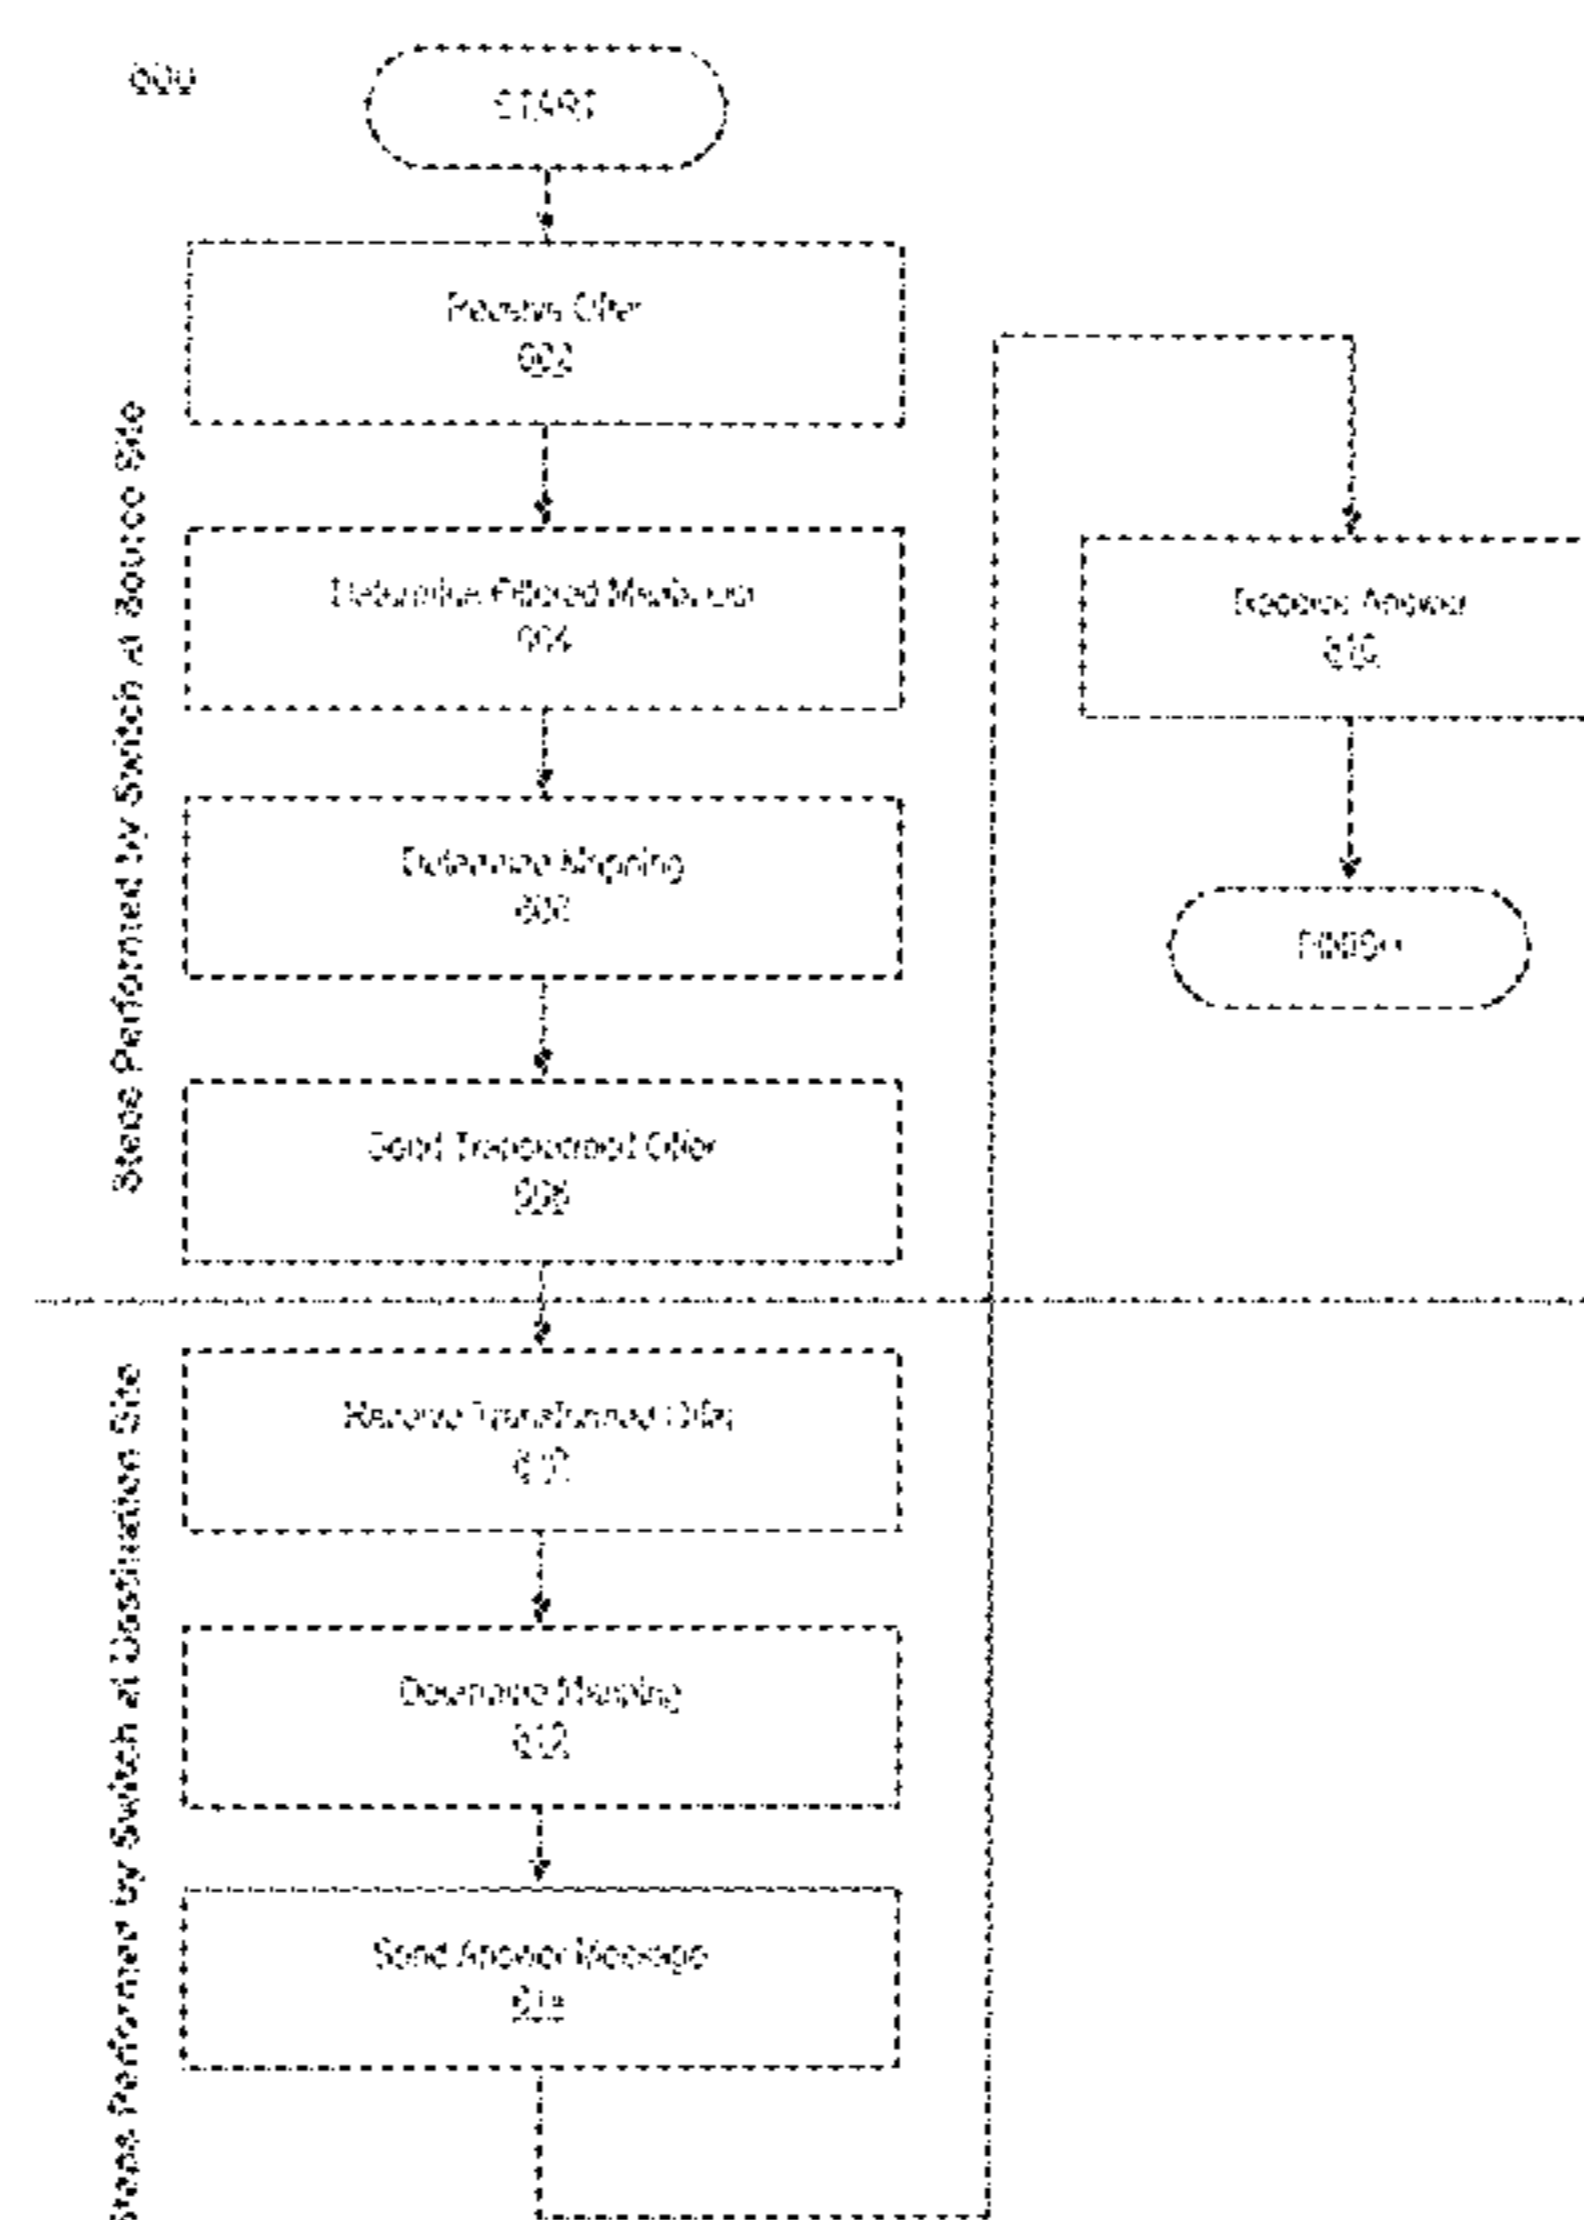 600
START
Receive Offer
602
Determine Filtered Media List
604
Determine Mapping
Send Transformed Offer
608
Receive Transformed Offer
610
Determine Mapping
612
Send Answer Message
614
Receive Answer
FINISH
Steps Performed by Switch at Source Site
Steps Performed by Switch at Destination Site